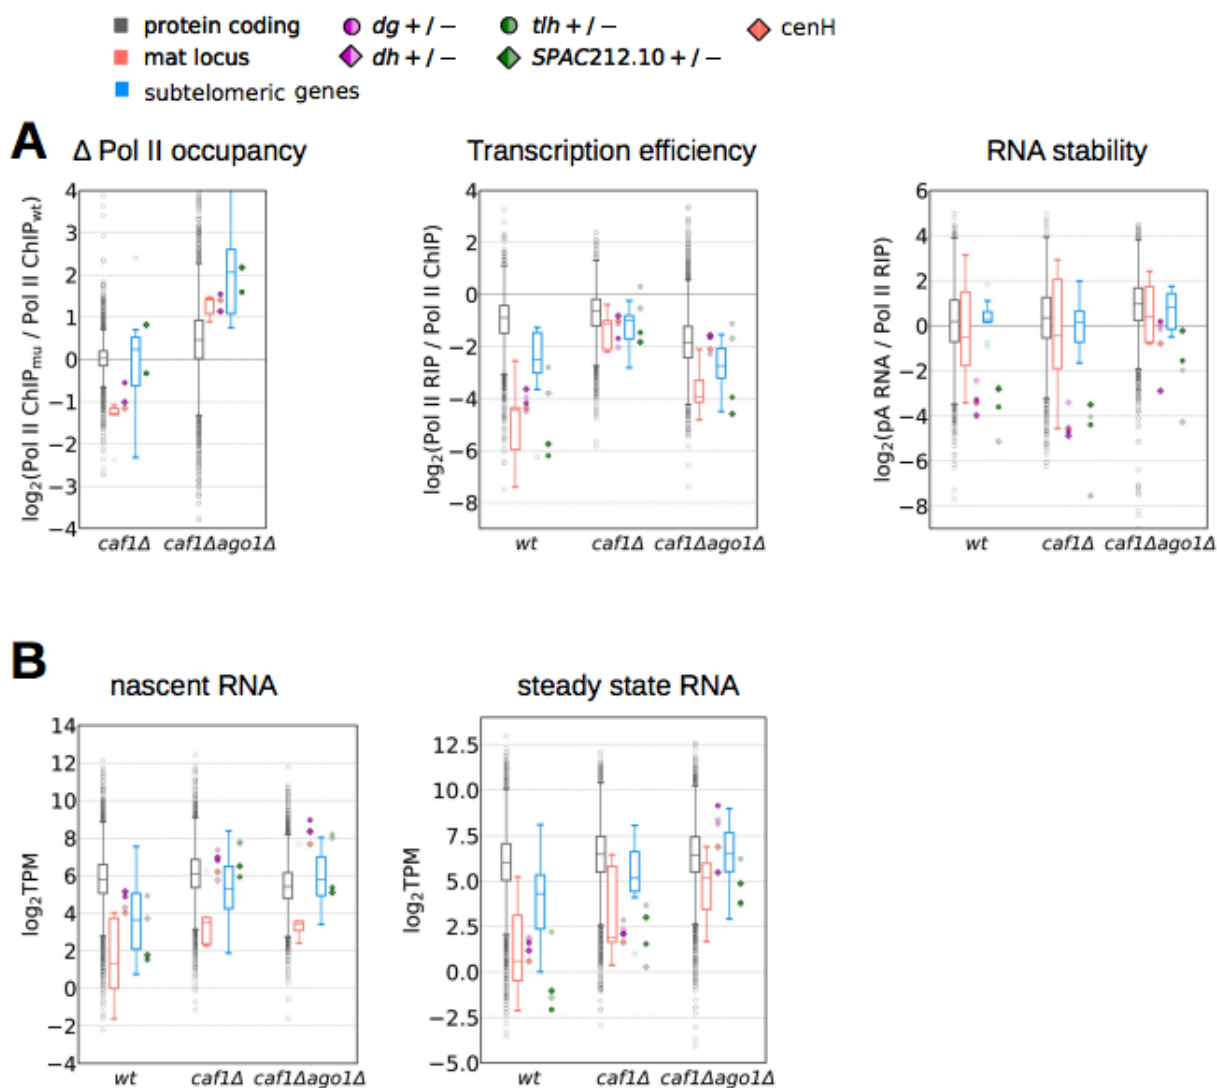 protein coding
dg + / −
tlh + / −
cenH
mat locus
dh + / −
SPAC212.10 + / −
subtelomeric genes
A
Δ Pol II occupancy
Transcription efficiency
RNA stability
log2(Pol II ChIPmu / Pol II ChIPwt)
4
3
2
1
0
−1
−2
−3
−4
caf1Δ
caf1Δago1Δ
log2(Pol II RIP / Pol II ChIP)
4
2
0
−2
−4
−6
−8
wt
caf1Δ
caf1Δago1Δ
log2(pA RNA / Pol II RIP)
6
4
2
0
−2
−4
−6
−8
wt
caf1Δ
caf1Δago1Δ
B
nascent RNA
steady state RNA
log2TPM
14
12
10
8
6
4
2
0
−2
−4
wt
caf1Δ
caf1Δago1Δ
log2TPM
12.5
10.0
7.5
5.0
2.5
0.0
−2.5
−5.0
wt
caf1Δ
caf1Δago1Δ